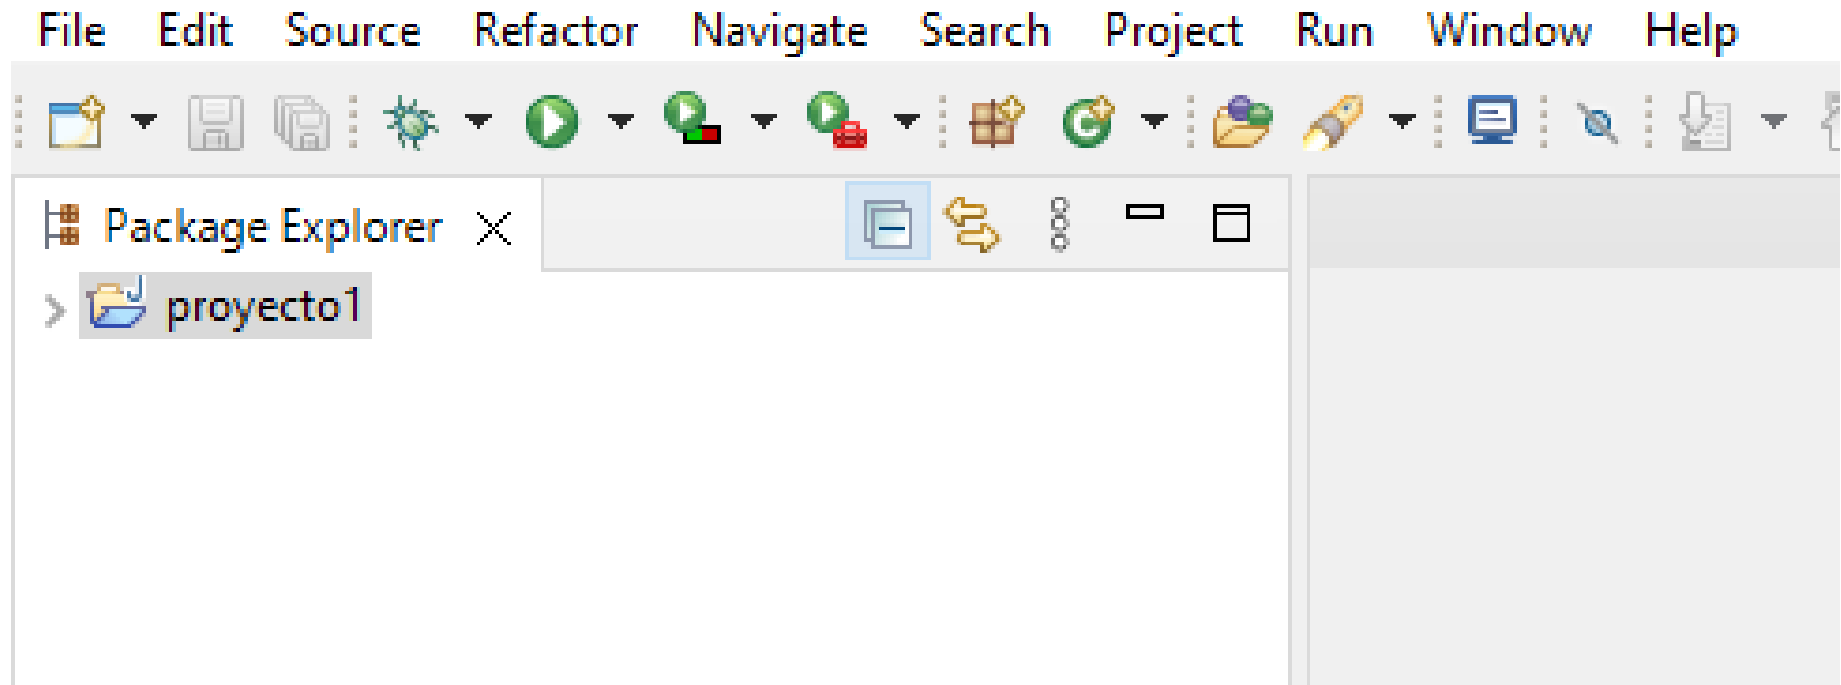 File Edit Source Refactor Navigate Search Project Run Window Help
Package Explorer
proyecto1